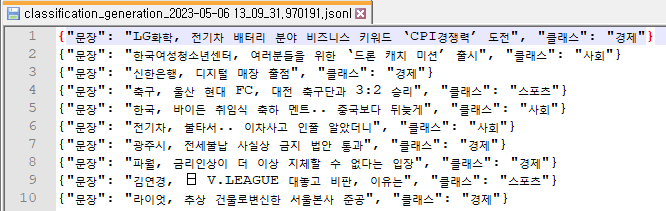 classification_generation_2023-05-06 13_09_31,970191.jsonl
1 {"문장": "LG화학, 전기차 배터리 분야 비즈니스 키워드 ‘CPI경쟁력’ 도전", "클래스": "경제"}
2 {"문장": "한국여성청소년센터, 여러분들을 위한 ‘드론 캐치 미션’ 출시", "클래스": "사회"}
3 {"문장": "신한은행, 디지털 매장 출점", "클래스": "경제"}
4 {"문장": "축구, 울산 현대 FC, 대전 축구단과 3:2 승리", "클래스": "스포츠"}
5 {"문장": "한국, 바이든 취임식 축하 멘트.. 중국보다 뒤늦게", "클래스": "사회"}
6 {"문장": "전기차, 불타서.. 이차사고 인줄 알았더니", "클래스": "사회"}
7 {"문장": "광주시, 전세불납 사실상 금지 법안 통과", "클래스": "경제"}
8 {"문장": "파월, 금리인상이 더 이상 지체할 수 없다는 입장", "클래스": "경제"}
9 {"문장": "김연경, 日 V.LEAGUE 대놓고 비판, 이유는", "클래스": "스포츠"}
10 {"문장": "라이엇, 추상 건물로변신한 서울본사 준공", "클래스": "경제"}